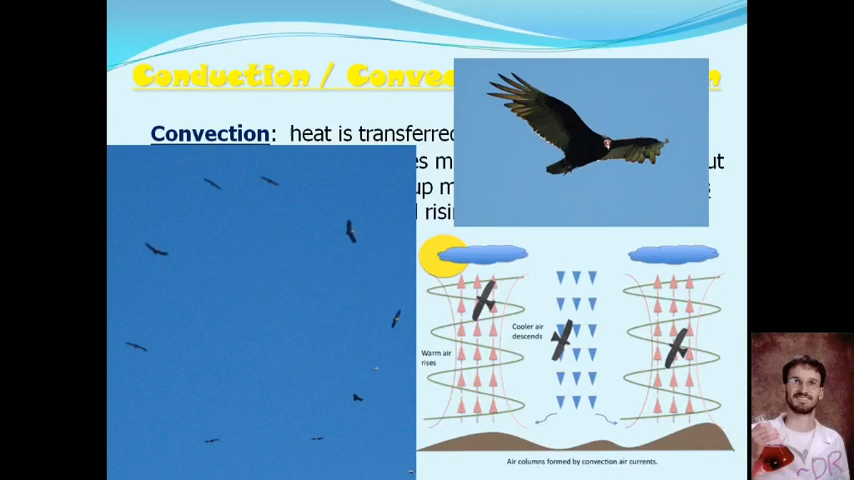 Conduction / Convec
Convection: heat is transferred
up
risi
Cooler air
descends
Warm air
rises
Air columns formed by convection air currents.
~DR